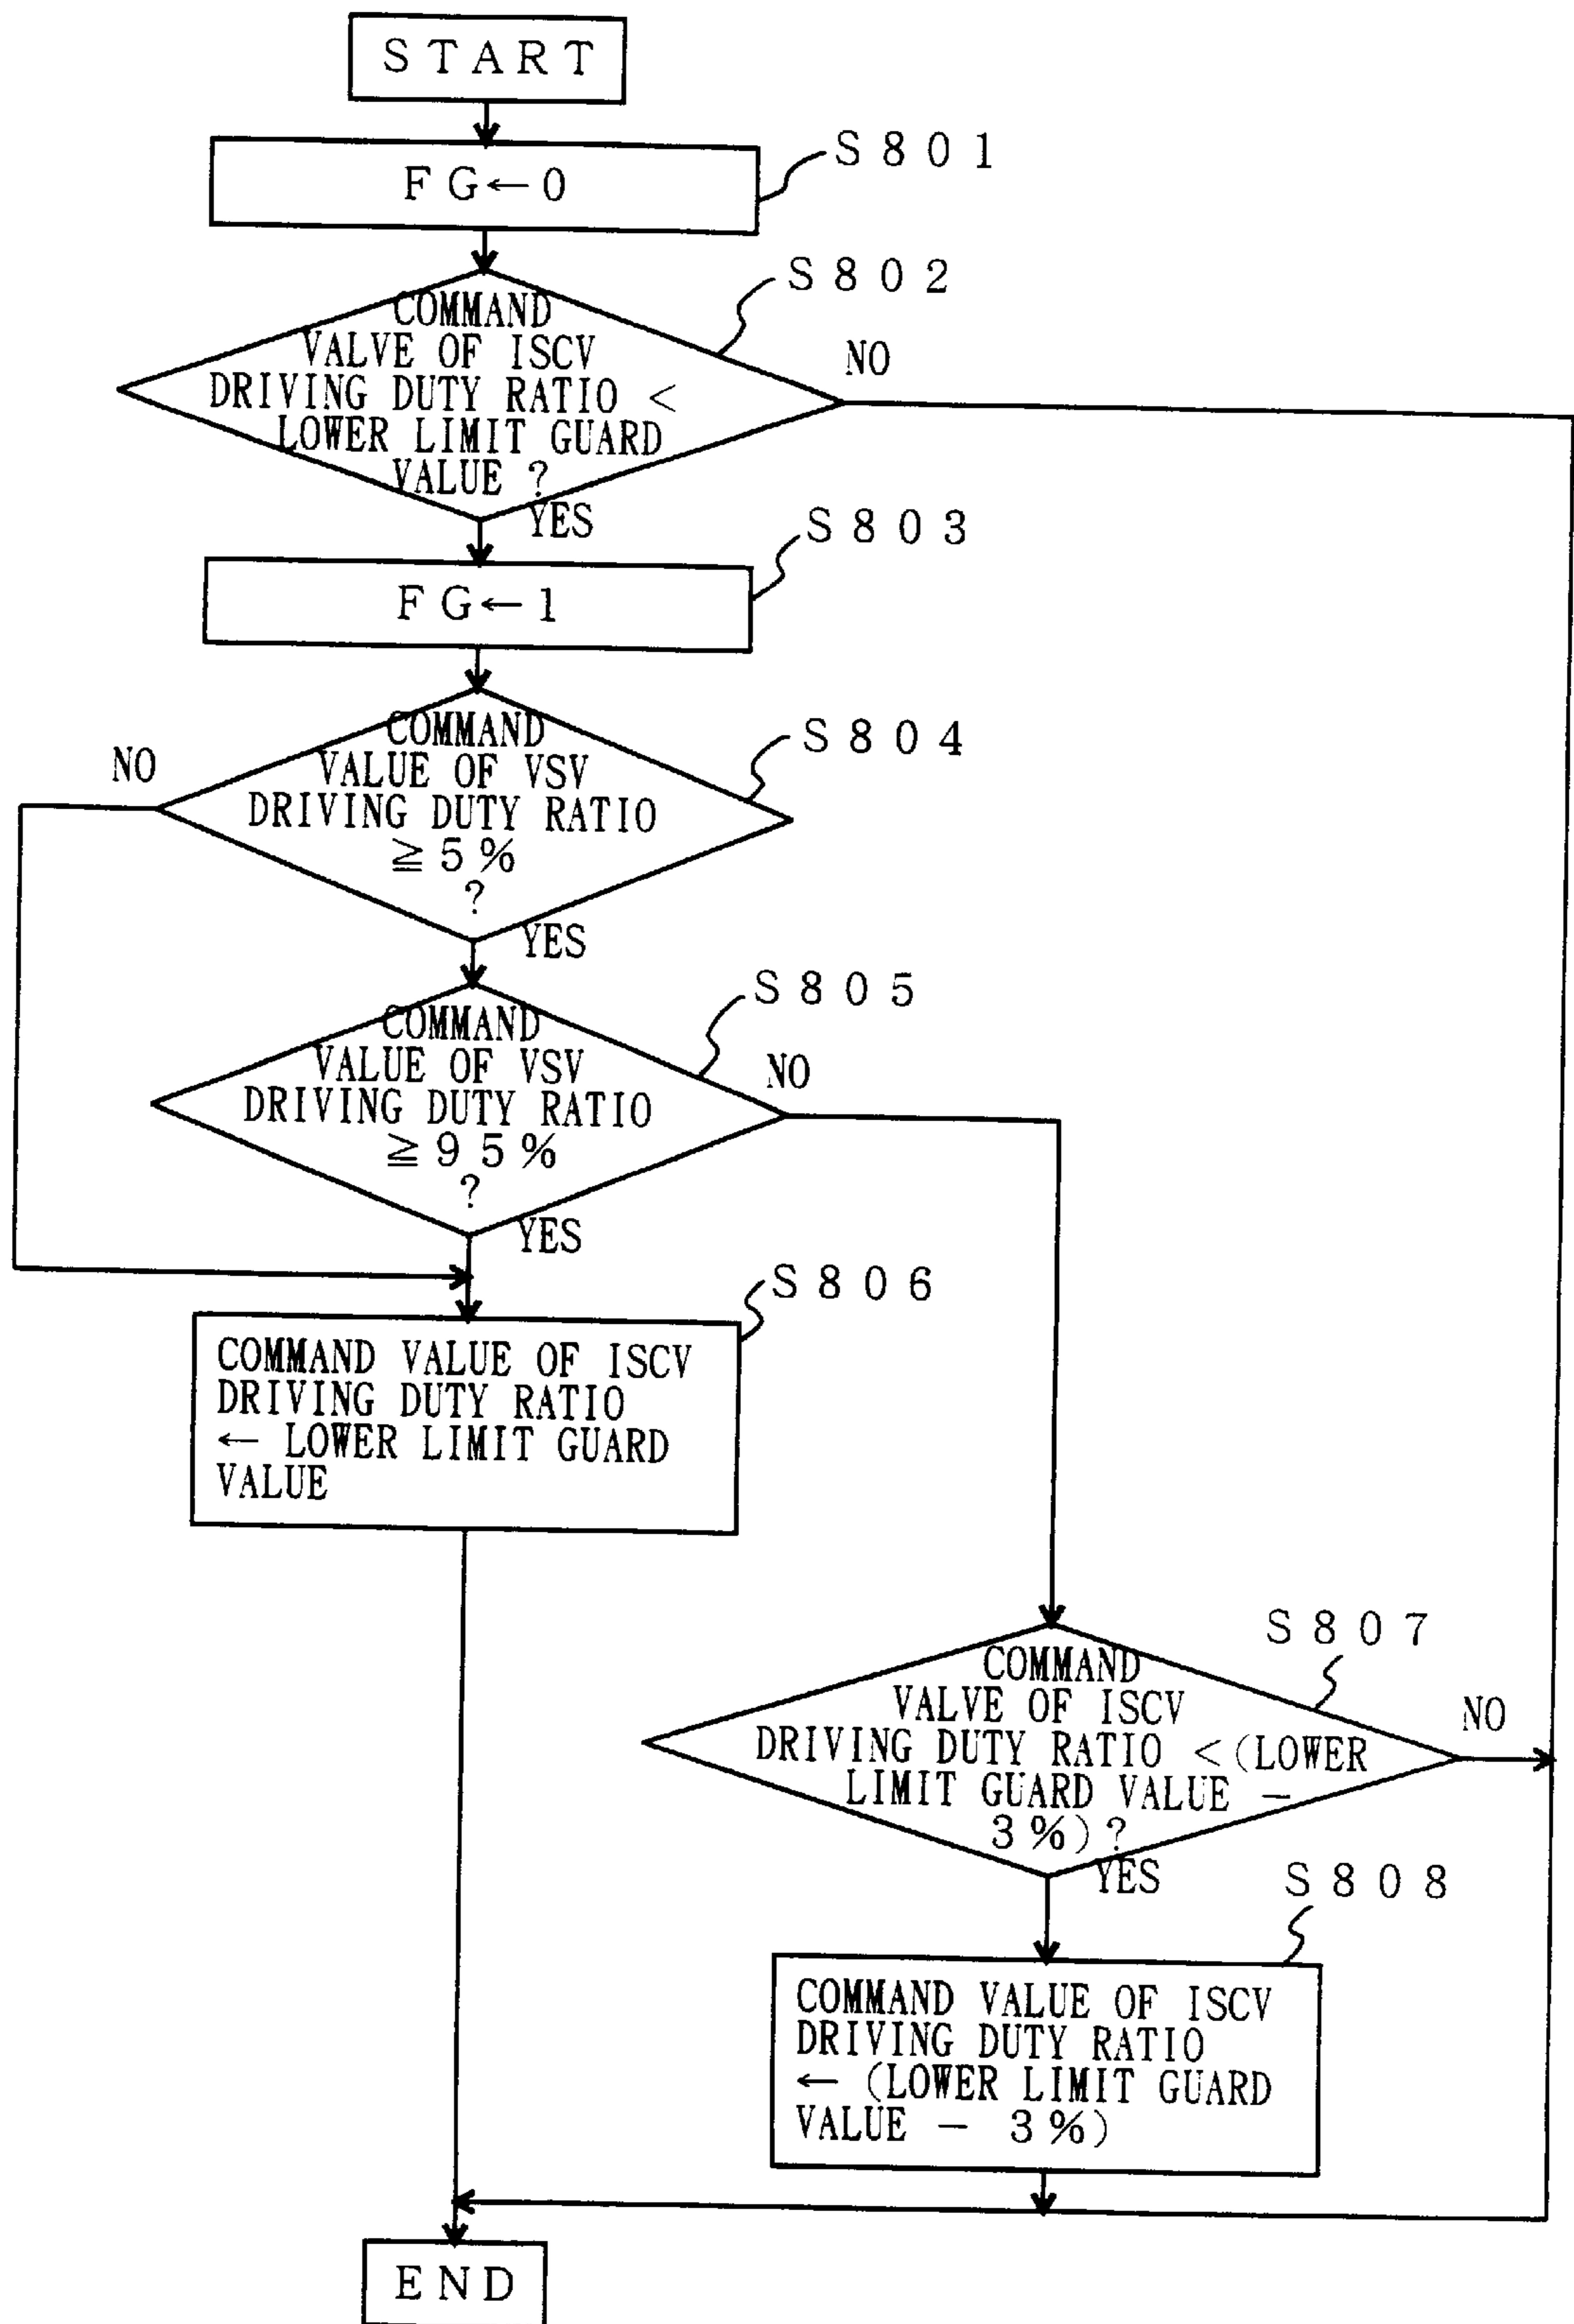 START
S801
FG←0
S802
COMMAND
VALVE OF ISCV
NO
DRIVING DUTY RATIO <
LOWER LIMIT GUARD
VALUE ?
YES
S803
FG←1
S804
COMMAND
NO
VALUE OF VSV
DRIVING DUTY RATIO
≧5%
?
YES
S805
COMMAND
VALUE OF VSV
NO
DRIVING DUTY RATIO
≧95%
?
YES
S806
COMMAND VALUE OF ISCV
DRIVING DUTY RATIO
← LOWER LIMIT GUARD
VALUE
S807
COMMAND
VALVE OF ISCV
NO
DRIVING DUTY RATIO <(LOWER
LIMIT GUARD VALUE －
3%)?
YES
S808
COMMAND VALUE OF ISCV
DRIVING DUTY RATIO
← (LOWER LIMIT GUARD
VALUE － 3%)
END